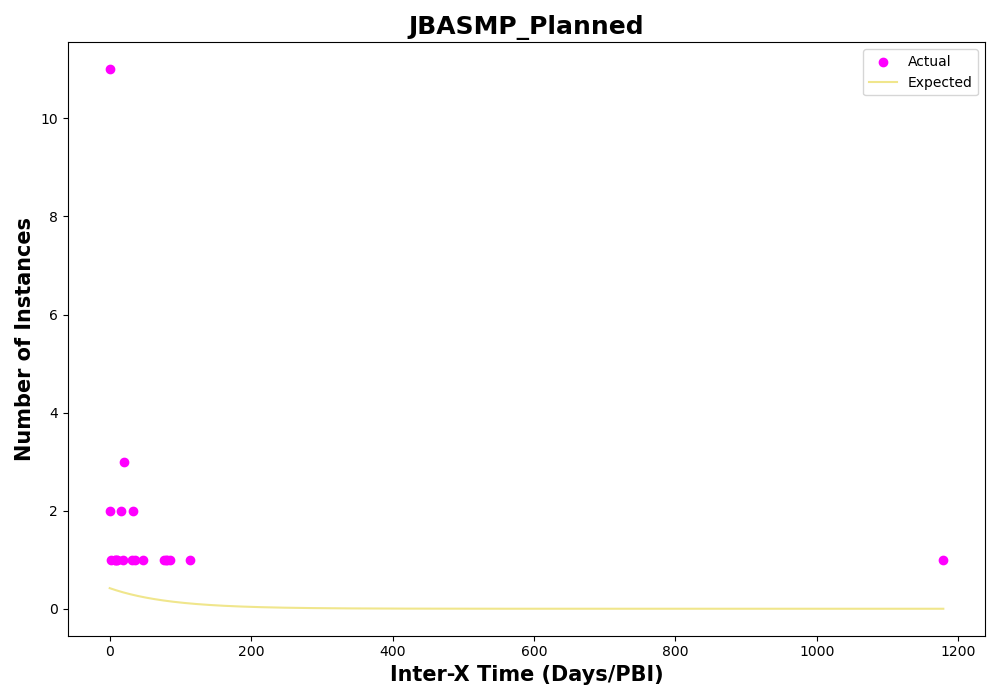 JBASMP_Planned
Actual
Expected
Number of Instances
10
8
6
4
2
0
0
200
400
600
800
1000
1200
Inter-X Time (Days/PBI)